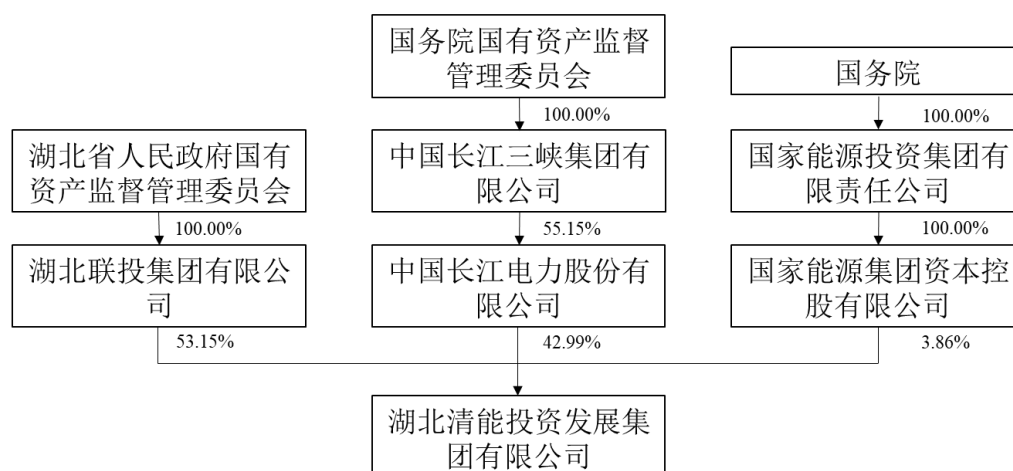 国务院国有资产监督
管理委员会
国务院
100.00%
100.00%
湖北省人民政府国有
资产监督管理委员会
中国长江三峡集团有
限公司
国家能源投资集团有
限责任公司
100.00%
55.15%
100.00%
湖北联投集团有限公
司
中国长江电力股份有
限公司
国家能源集团资本控
股有限公司
53.15%
42.99%
3.86%
湖北清能投资发展集
团有限公司